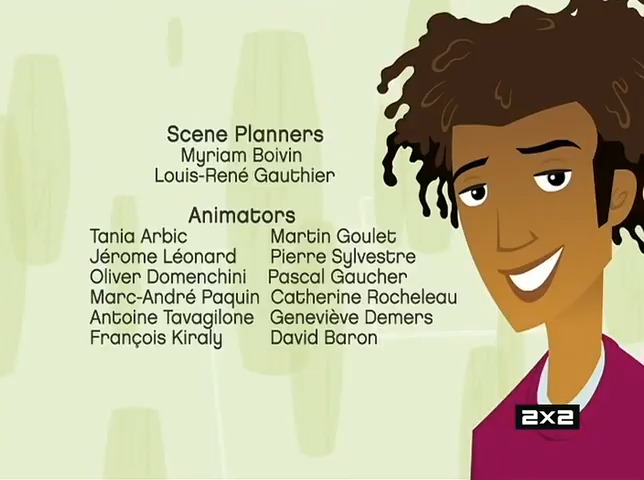 Scene Planners
Myriam Boivin
Louis-René Gauthier
Animators
Tania Arbic Martin Goulet
Jérome Léonard Pierre Sylvestre
Oliver Domenchini Pascal Gaucher
Marc-André Paquin Catherine Rocheleau
Antoine Tavagilone Geneviève Demers
François Kiraly David Baron
2X2